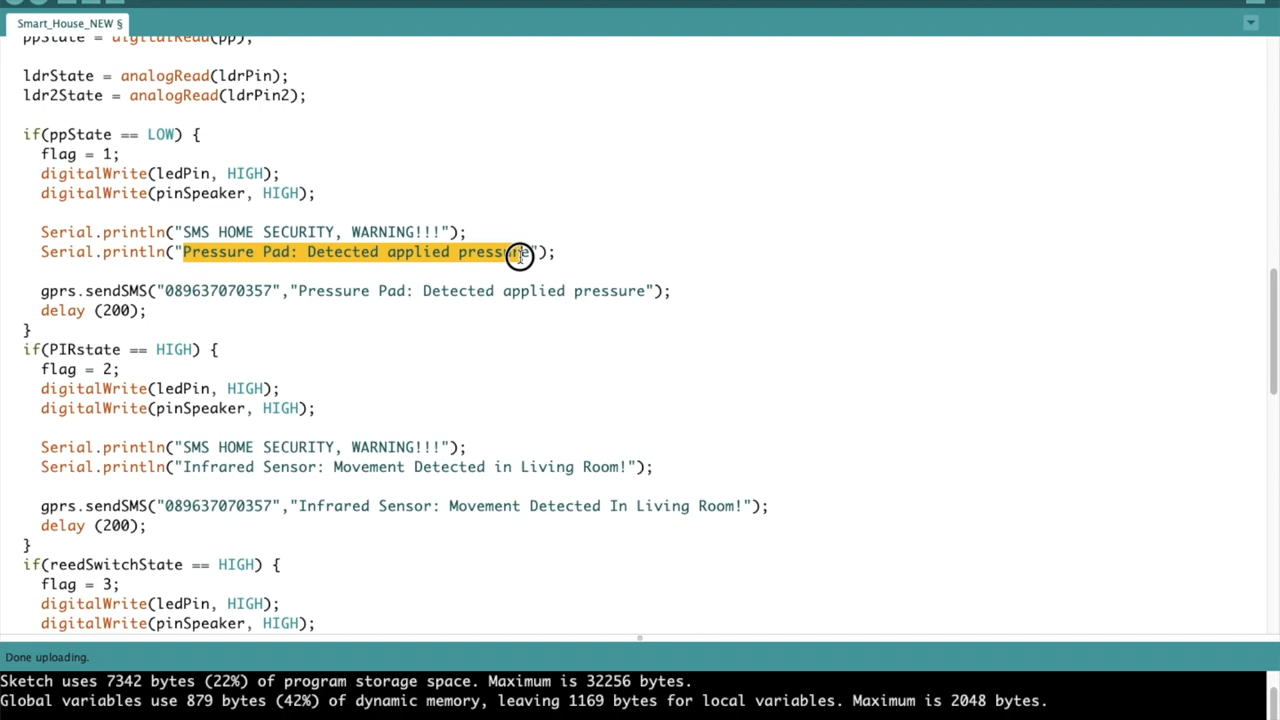 Smart_House_NEW §
ppState = digitalRead(pp);
ldrState = analogRead(ldrPin);
ldr2State = analogRead(ldrPin2);
if(ppState == LOW) {
flag = 1;
digitalWrite(ledPin, HIGH);
digitalWrite(pinSpeaker, HIGH);
Serial.println("SMS HOME SECURITY, WARNING!!!");
Serial.println("Pressure Pad: Detected applied pressure");
gprs.sendSMS("089637070357","Pressure Pad: Detected applied pressure");
delay (200);
}
if(PIRstate == HIGH) {
flag = 2;
digitalWrite(ledPin, HIGH);
digitalWrite(pinSpeaker, HIGH);
Serial.println("SMS HOME SECURITY, WARNING!!!");
Serial.println("Infrared Sensor: Movement Detected in Living Room!");
gprs.sendSMS("089637070357","Infrared Sensor: Movement Detected In Living Room!");
delay (200);
}
if(reedSwitchState == HIGH) {
flag = 3;
digitalWrite(ledPin, HIGH);
digitalWrite(pinSpeaker, HIGH);
Done uploading.
Sketch uses 7342 bytes (22%) of program storage space. Maximum is 32256 bytes.
Global variables use 879 bytes (42%) of dynamic memory, leaving 1169 bytes for local variables. Maximum is 2048 bytes.